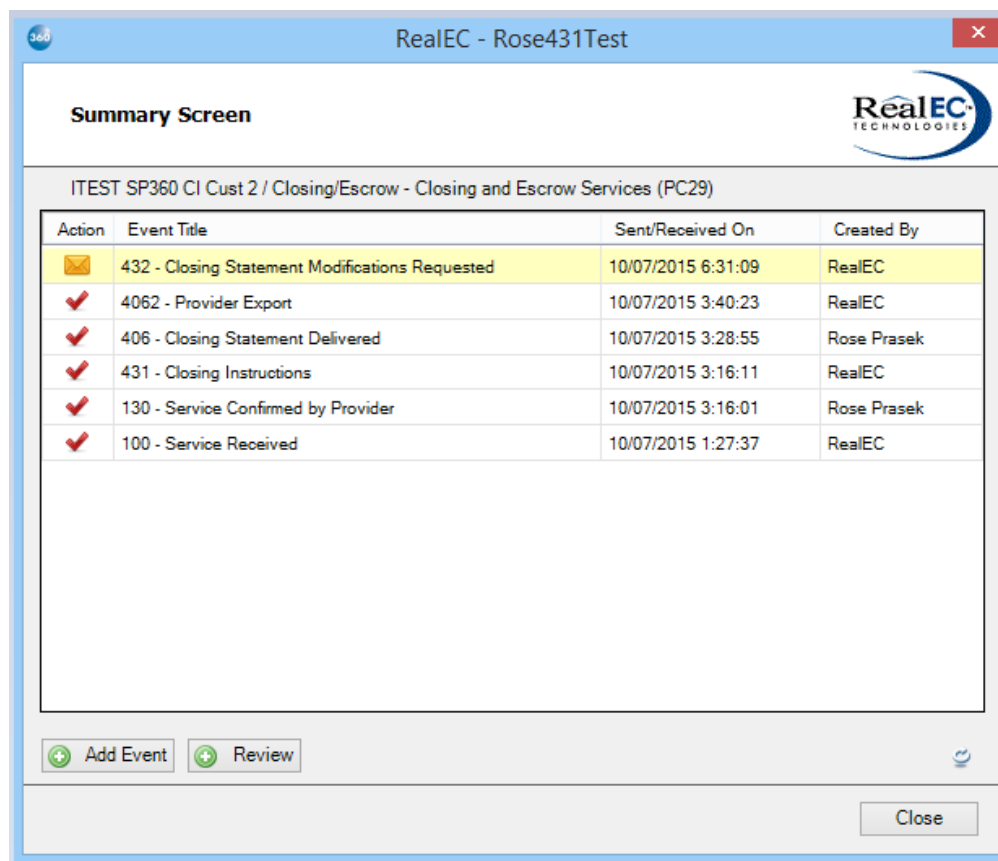 360
RealEC - Rose431Test
Summary Screen
RealEC
TECHNOLOGIES
ITEST SP360 CI Cust 2 / Closing/Escrow - Closing and Escrow Services (PC29)
Action Event Title Sent/Received On Created By
432 - Closing Statement Modifications Requested 10/07/2015 6:31:09 RealEC
4062 - Provider Export 10/07/2015 3:40:23 RealEC
406 - Closing Statement Delivered 10/07/2015 3:28:55 Rose Prasek
431 - Closing Instructions 10/07/2015 3:16:11 RealEC
130 - Service Confirmed by Provider 10/07/2015 3:16:01 Rose Prasek
100 - Service Received 10/07/2015 1:27:37 RealEC
Add Event Review
Close